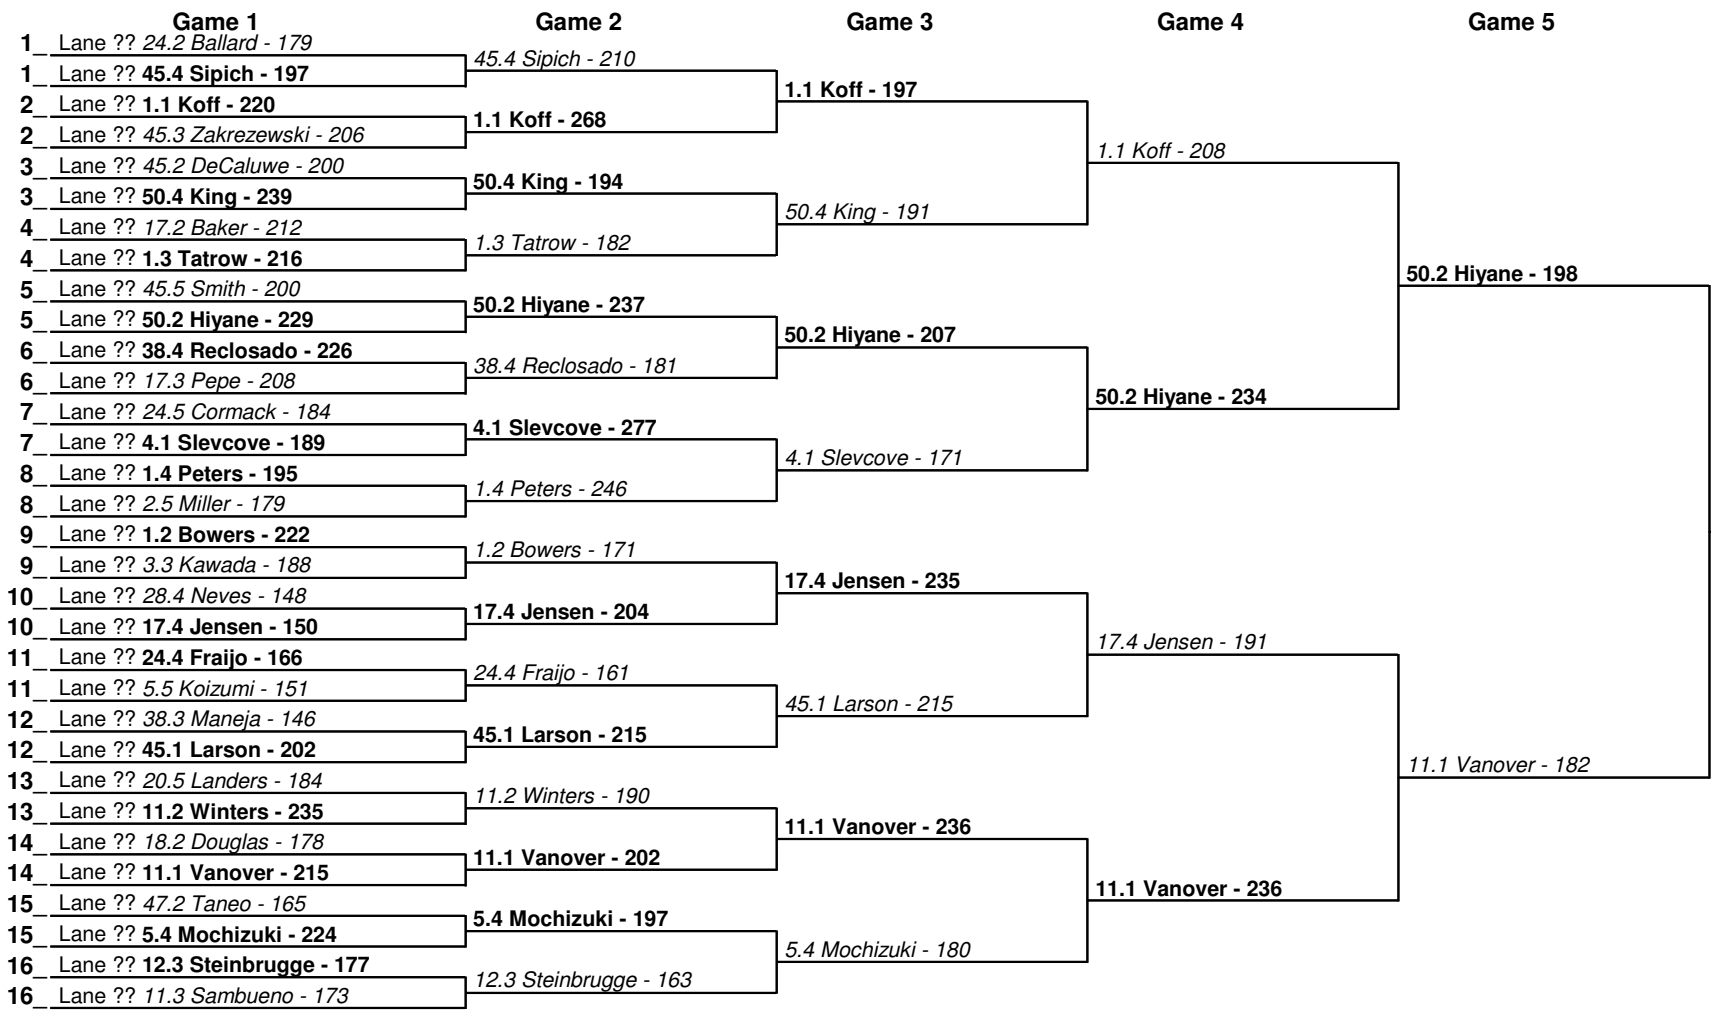 Game 1 Game 2 Game 3 Game 4 Game 5
1_ Lane ?? 24.2 Ballard - 179
1_ Lane ?? 45.4 Sipich - 197
2_ Lane ?? 1.1 Koff - 220
2_ Lane ?? 45.3 Zakrezewski - 206
3_ Lane ?? 45.2 DeCaluwe - 200
3_ Lane ?? 50.4 King - 239
4_ Lane ?? 17.2 Baker - 212
4_ Lane ?? 1.3 Tatrow - 216
5_ Lane ?? 45.5 Smith - 200
5_ Lane ?? 50.2 Hiyane - 229
6_ Lane ?? 38.4 Reclosado - 226
6_ Lane ?? 17.3 Pepe - 208
7_ Lane ?? 24.5 Cormack - 184
7_ Lane ?? 4.1 Slevcove - 189
8_ Lane ?? 1.4 Peters - 195
8_ Lane ?? 2.5 Miller - 179
9_ Lane ?? 1.2 Bowers - 222
9_ Lane ?? 3.3 Kawada - 188
10_ Lane ?? 28.4 Neves - 148
10_ Lane ?? 17.4 Jensen - 150
11_ Lane ?? 24.4 Fraijo - 166
11_ Lane ?? 5.5 Koizumi - 151
12_ Lane ?? 38.3 Maneja - 146
12_ Lane ?? 45.1 Larson - 202
13_ Lane ?? 20.5 Landers - 184
13_ Lane ?? 11.2 Winters - 235
14_ Lane ?? 18.2 Douglas - 178
14_ Lane ?? 11.1 Vanover - 215
15_ Lane ?? 47.2 Taneo - 165
15_ Lane ?? 5.4 Mochizuki - 224
16_ Lane ?? 12.3 Steinbrugge - 177
16_ Lane ?? 11.3 Sambueno - 173
45.4 Sipich - 210
1.1 Koff - 268
50.4 King - 194
1.3 Tatrow - 182
50.2 Hiyane - 237
38.4 Reclosado - 181
4.1 Slevcove - 277
1.4 Peters - 246
1.2 Bowers - 171
17.4 Jensen - 204
24.4 Fraijo - 161
45.1 Larson - 215
11.2 Winters - 190
11.1 Vanover - 202
5.4 Mochizuki - 197
12.3 Steinbrugge - 163
1.1 Koff - 197
50.4 King - 191
50.2 Hiyane - 207
4.1 Slevcove - 171
17.4 Jensen - 235
45.1 Larson - 215
11.1 Vanover - 236
5.4 Mochizuki - 180
1.1 Koff - 208
50.2 Hiyane - 234
17.4 Jensen - 191
11.1 Vanover - 236
50.2 Hiyane - 198
11.1 Vanover - 182